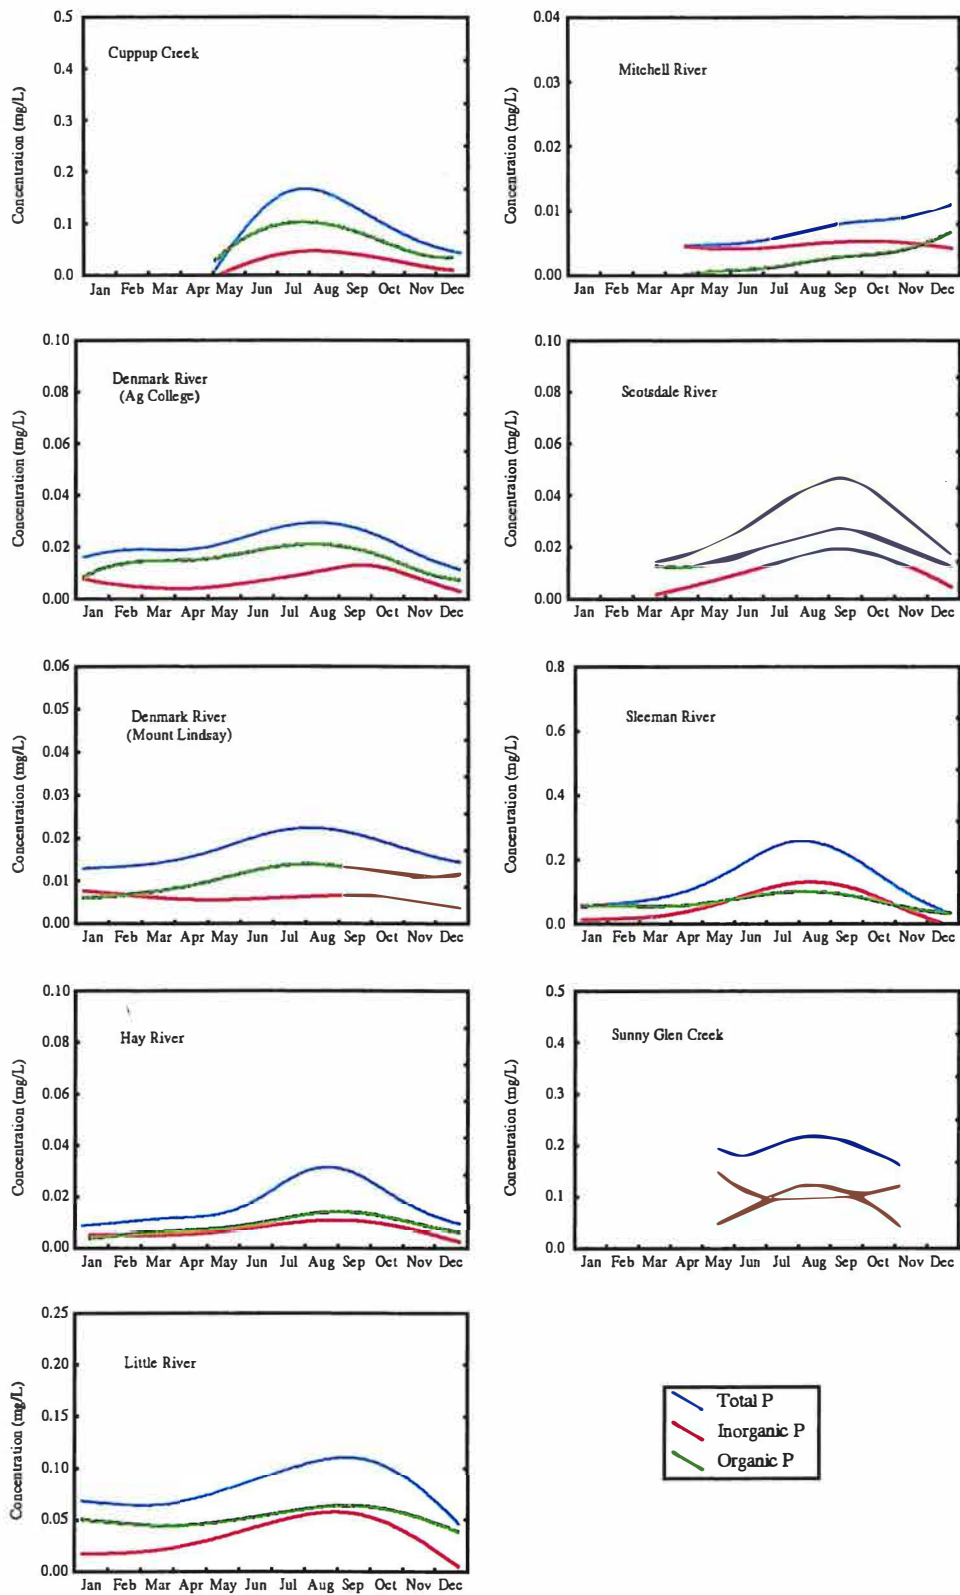 0.5
Cuppup Creek
0.4
0.3
0.2
0.1
0.0
Concentration (mg/L)
Jan Feb Mar Apr May Jun Jul Aug Sep Oct Nov Dec
0.04
Mitchell River
0.03
0.02
0.01
0.00
Concentration (mg/L)
Jan Feb Mar Apr May Jun Jul Aug Sep Oct Nov Dec
0.10
Denmark River
(Ag College)
0.08
0.06
0.04
0.02
0.00
Concentration (mg/L)
Jan Feb Mar Apr May Jun Jul Aug Sep Oct Nov Dec
0.10
Scotsdale River
0.08
0.06
0.04
0.02
0.00
Concentration (mg/L)
Jan Feb Mar Apr May Jun Jul Aug Sep Oct Nov Dec
0.06
Denmark River
(Mount Lindsay)
0.05
0.04
0.03
0.02
0.01
0.00
Concentration (mg/L)
Jan Feb Mar Apr May Jun Jul Aug Sep Oct Nov Dec
0.8
Sleeman River
0.6
0.4
0.2
0.0
Concentration (mg/L)
Jan Feb Mar Apr May Jun Jul Aug Sep Oct Nov Dec
0.10
Hay River
0.08
0.06
0.04
0.02
0.00
Concentration (mg/L)
Jan Feb Mar Apr May Jun Jul Aug Sep Oct Nov Dec
0.5
Sunny Glen Creek
0.4
0.3
0.2
0.1
0.0
Concentration (mg/L)
Jan Feb Mar Apr May Jun Jul Aug Sep Oct Nov Dec
0.25
Little River
0.20
0.15
0.10
0.05
0.00
Concentration (mg/L)
Jan Feb Mar Apr May Jun Jul Aug Sep Oct Nov Dec
Total P
Inorganic P
Organic P